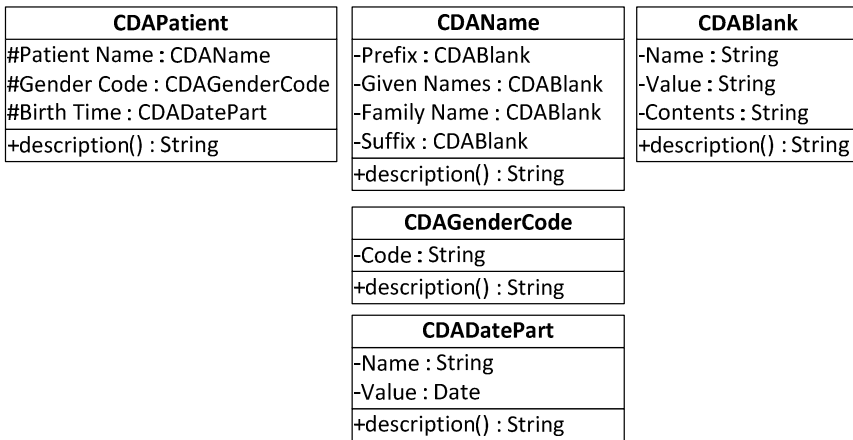 CDAPatient
#Patient Name : CDAName
#Gender Code : CDAGenderCode
#Birth Time : CDADatePart
+description() : String
CDAName
-Prefix : CDABlank
-Given Names : CDABlank
-Family Name : CDABlank
-Suffix : CDABlank
+description() : String
CDABlank
-Name : String
-Value : String
-Contents : String
+description() : String
CDAGenderCode
-Code : String
+description() : String
CDADatePart
-Name : String
-Value : Date
+description() : String